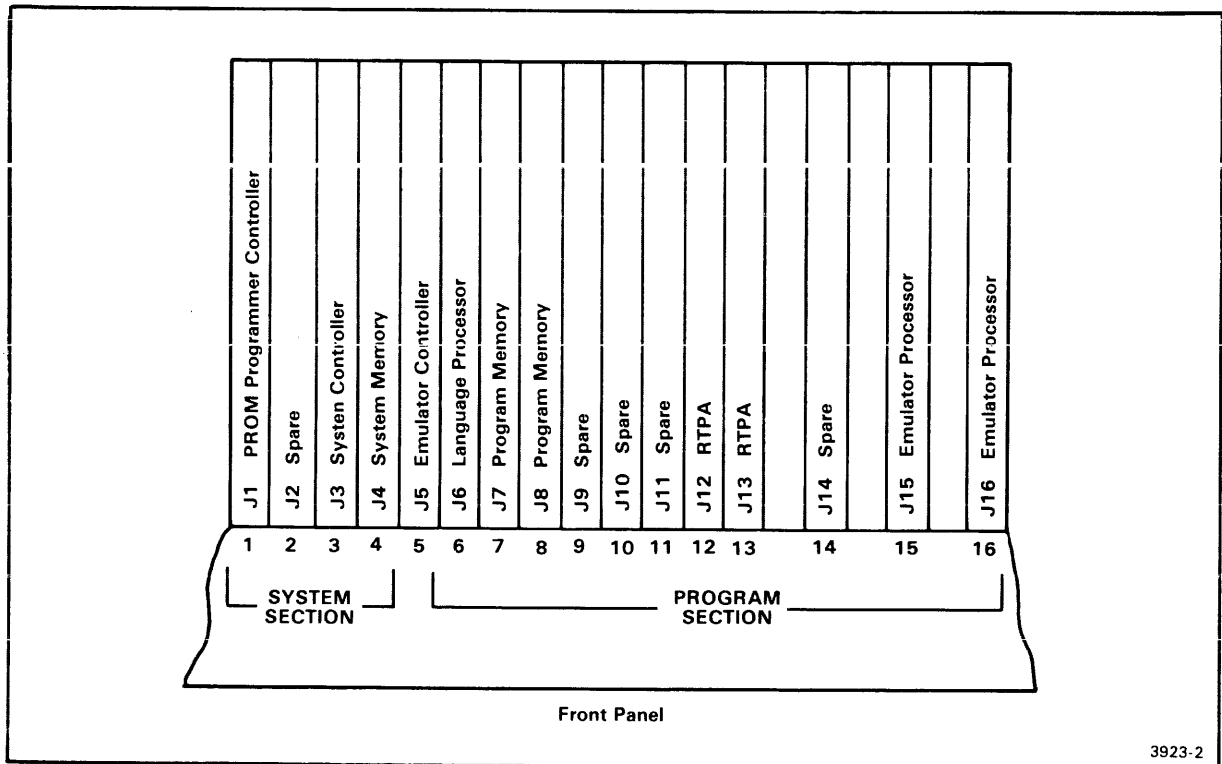 J1 PROM Programmer Controller
J2 Spare
J3 Systen Controller
J4 System Memory
J5 Emulator Controller
J6 Language Processor
J7 Program Memory
J8 Program Memory
J9 Spare
J10 Spare
J11 Spare
J12 RTPA
J13 RTPA
J14 Spare
J15 Emulator Processor
J16 Emulator Processor
1 2 3 4 5 6 7 8 9 10 11 12 13 14 15 16
SYSTEM
SECTION
PROGRAM
SECTION
Front Panel
3923-2